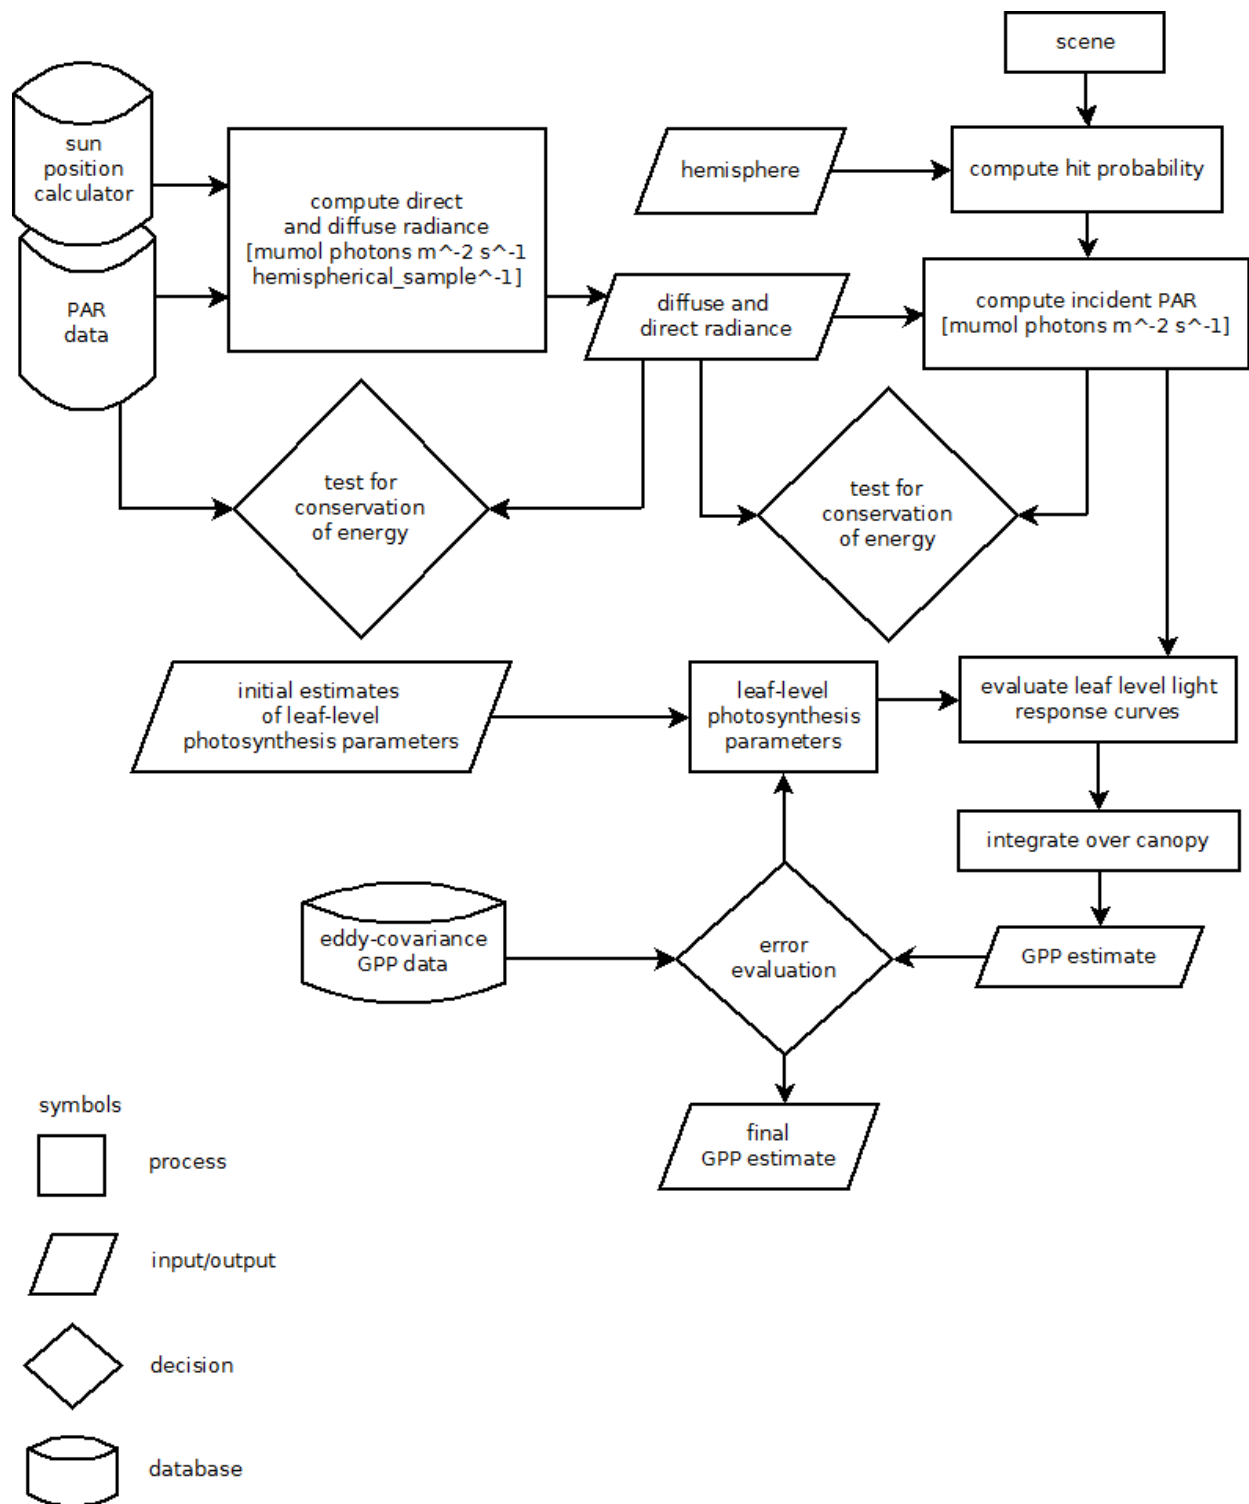 scene
sun
position
calculator
compute direct
and diffuse radiance
[mumol photons m^-2 s^-1
hemispherical_sample^-1]
hemisphere
compute hit probability
PAR
data
diffuse and
direct radiance
compute incident PAR
[mumol photons m^-2 s^-1]
test for
conservation
of energy
test for
conservation
of energy
initial estimates
of leaf-level
photosynthesis parameters
leaf-level
photosynthesis
parameters
evaluate leaf level light
response curves
integrate over canopy
eddy-covariance
GPP data
error
evaluation
GPP estimate
final
GPP estimate
symbols
process
input/output
decision
database